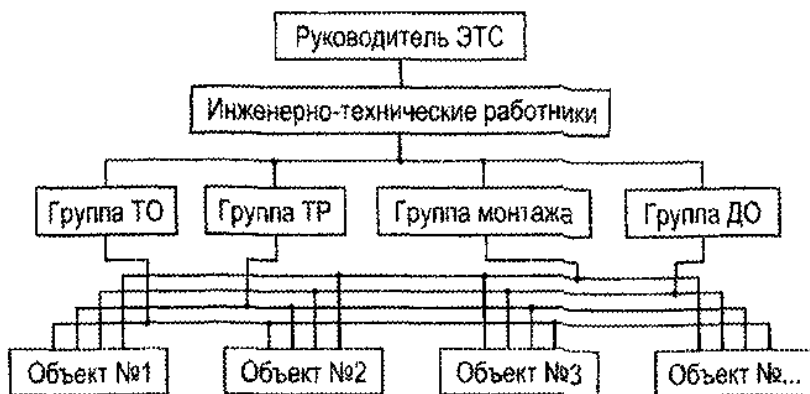 Руководитель ЭТС
Инженерно-технические работники
Группа ТО
Группа ТР
Группа монтажа
Группа ДО
Объект №1
Объект №2
Объект №3
Объект №...